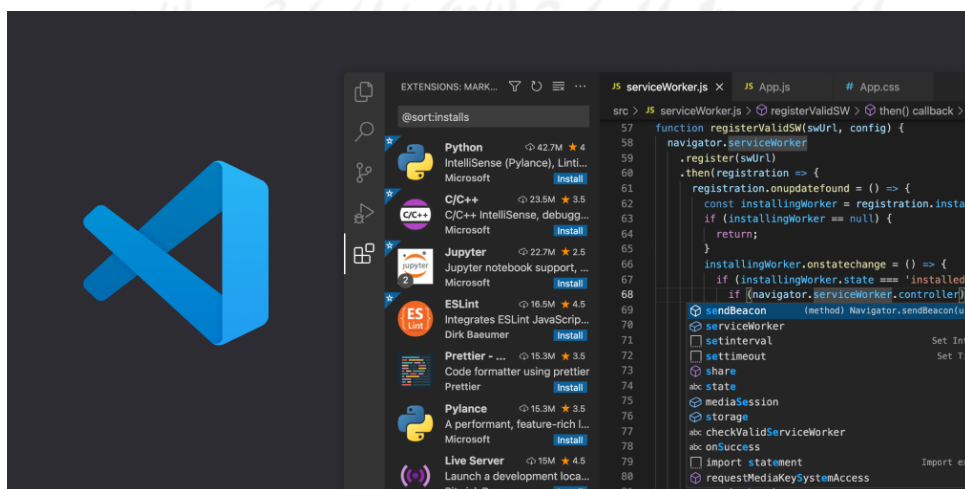 EXTENSIONS: MARK...
@sort:installs
Python 42.7M ★ 4
IntelliSense (Pylance), Linti...
Microsoft Install
C/C++
C/C++ 23.5M ★ 3.5
C/C++ IntelliSense, debugg...
Microsoft Install
jupyter
2
Jupyter 22.7M ★ 2.5
Jupyter notebook support, ...
Microsoft Install
ES
Lint
ESLint 16.5M ★ 4.5
Integrates ESLint JavaScrip...
Dirk Baeumer Install
Prettier - ... 15.3M ★ 3.5
Code formatter using prettier
Prettier Install
Pylance 15.3M ★ 3.5
A performant, feature-rich l...
Microsoft Install
Live Server 15M ★ 4.5
Launch a development loca...
JS serviceWorker.js × JS App.js # App.css
src > JS serviceWorker.js > registerValidSW > then() callback >
57 function registerValidSW(swUrl, config) {
58 navigator.serviceWorker
59 .register(swUrl)
60 .then(registration => {
61 registration.onupdatefound = () => {
62 const installingWorker = registration.insta
63 if (installingWorker == null) {
64 return;
65 }
66 installingWorker.onstatechange = () => {
67 if (installingWorker.state === 'installed
68 if (navigator.serviceWorker.controller)
69 sendBeacon (method) Navigator.sendBeacon(u
70 serviceWorker
71 setinterval Set In
72 settimeout Set T
73 share
74 abc state
75 mediaSession
76 storage
77 abc checkValidServiceWorker
78 abc onSuccess
79 import statement Import e
80 requestMediaKeySystemAccess